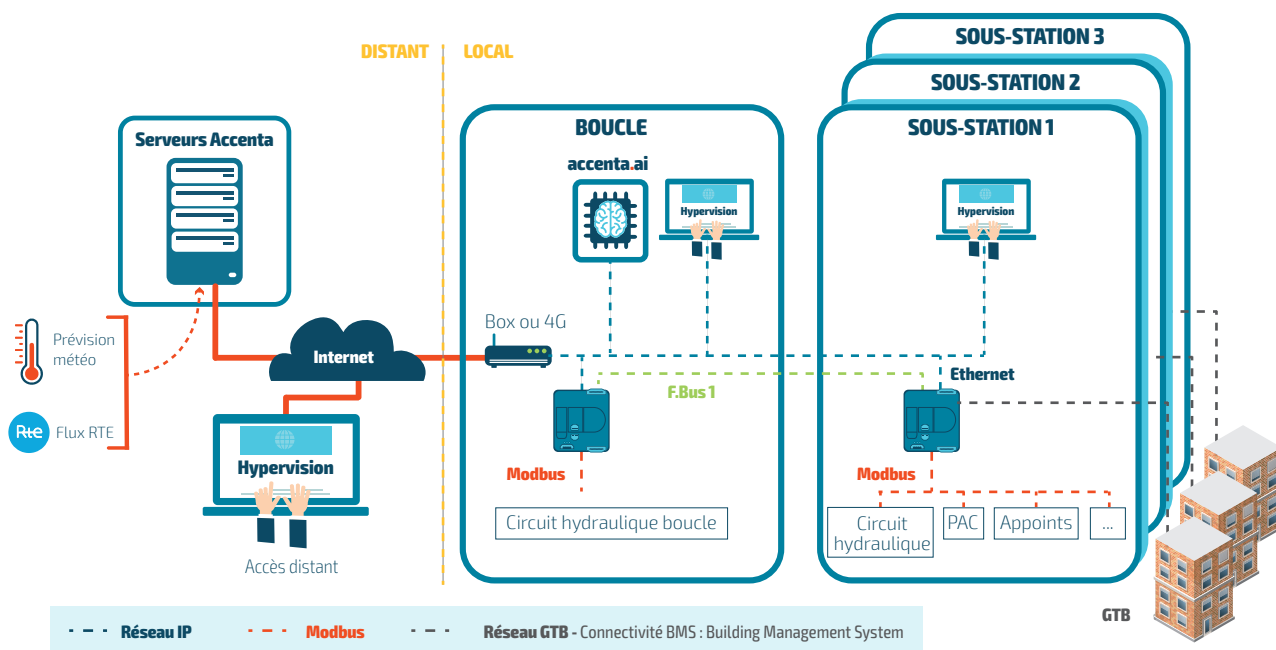 SOUS-STATION 3
DISTANT
LOCAL
SOUS-STATION 2
BOUCLE
SOUS-STATION 1
Serveurs Accenta
accenta.ai
Hypervision
Hypervision
Box ou 4G
Prévision
météo
Internet
Ethernet
F.Bus 1
Rte
Flux RTE
Hypervision
Modbus
Modbus
Circuit hydraulique boucle
Circuit
hydraulique
PAC
Appoints
...
Accès distant
GTB
Réseau IP
Modbus
Réseau GTB - Connectivité BMS : Building Management System